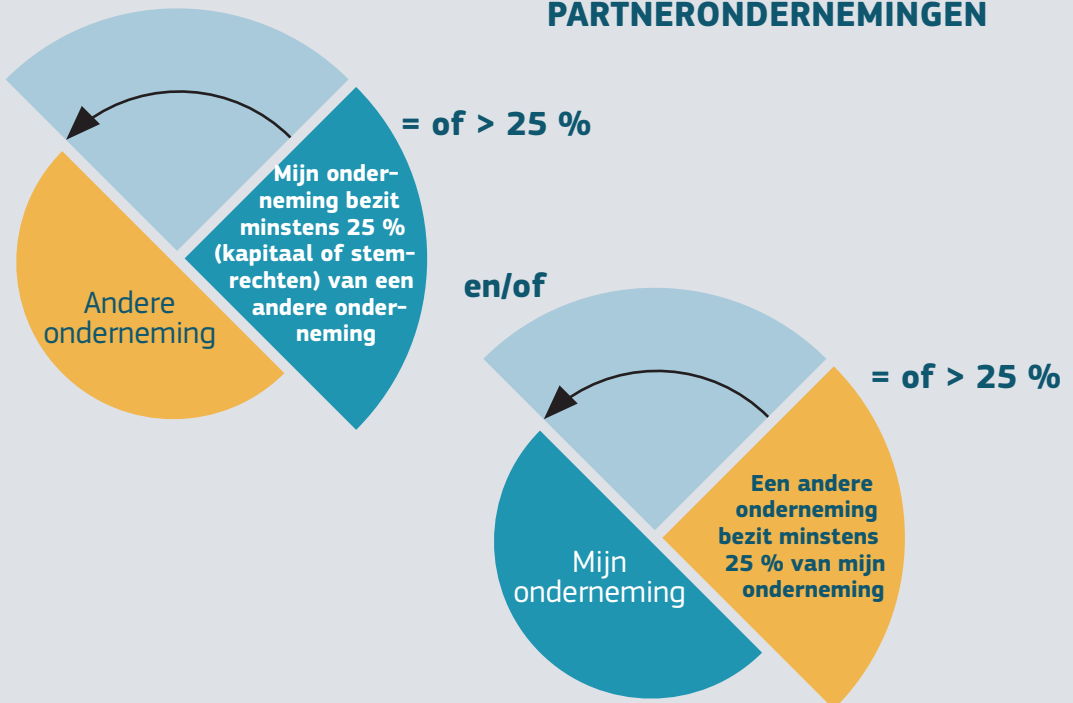 PARTNERONDERNEMINGEN
= of > 25 %
Mijn onder-
neming bezit
minstens 25 %
(kapitaal of stem-
rechten) van een
andere onder-
neming
Andere
onderneming
en/of
= of > 25 %
Een andere
onderneming
bezit minstens
25 % van mijn
onderneming
Mijn
onderneming